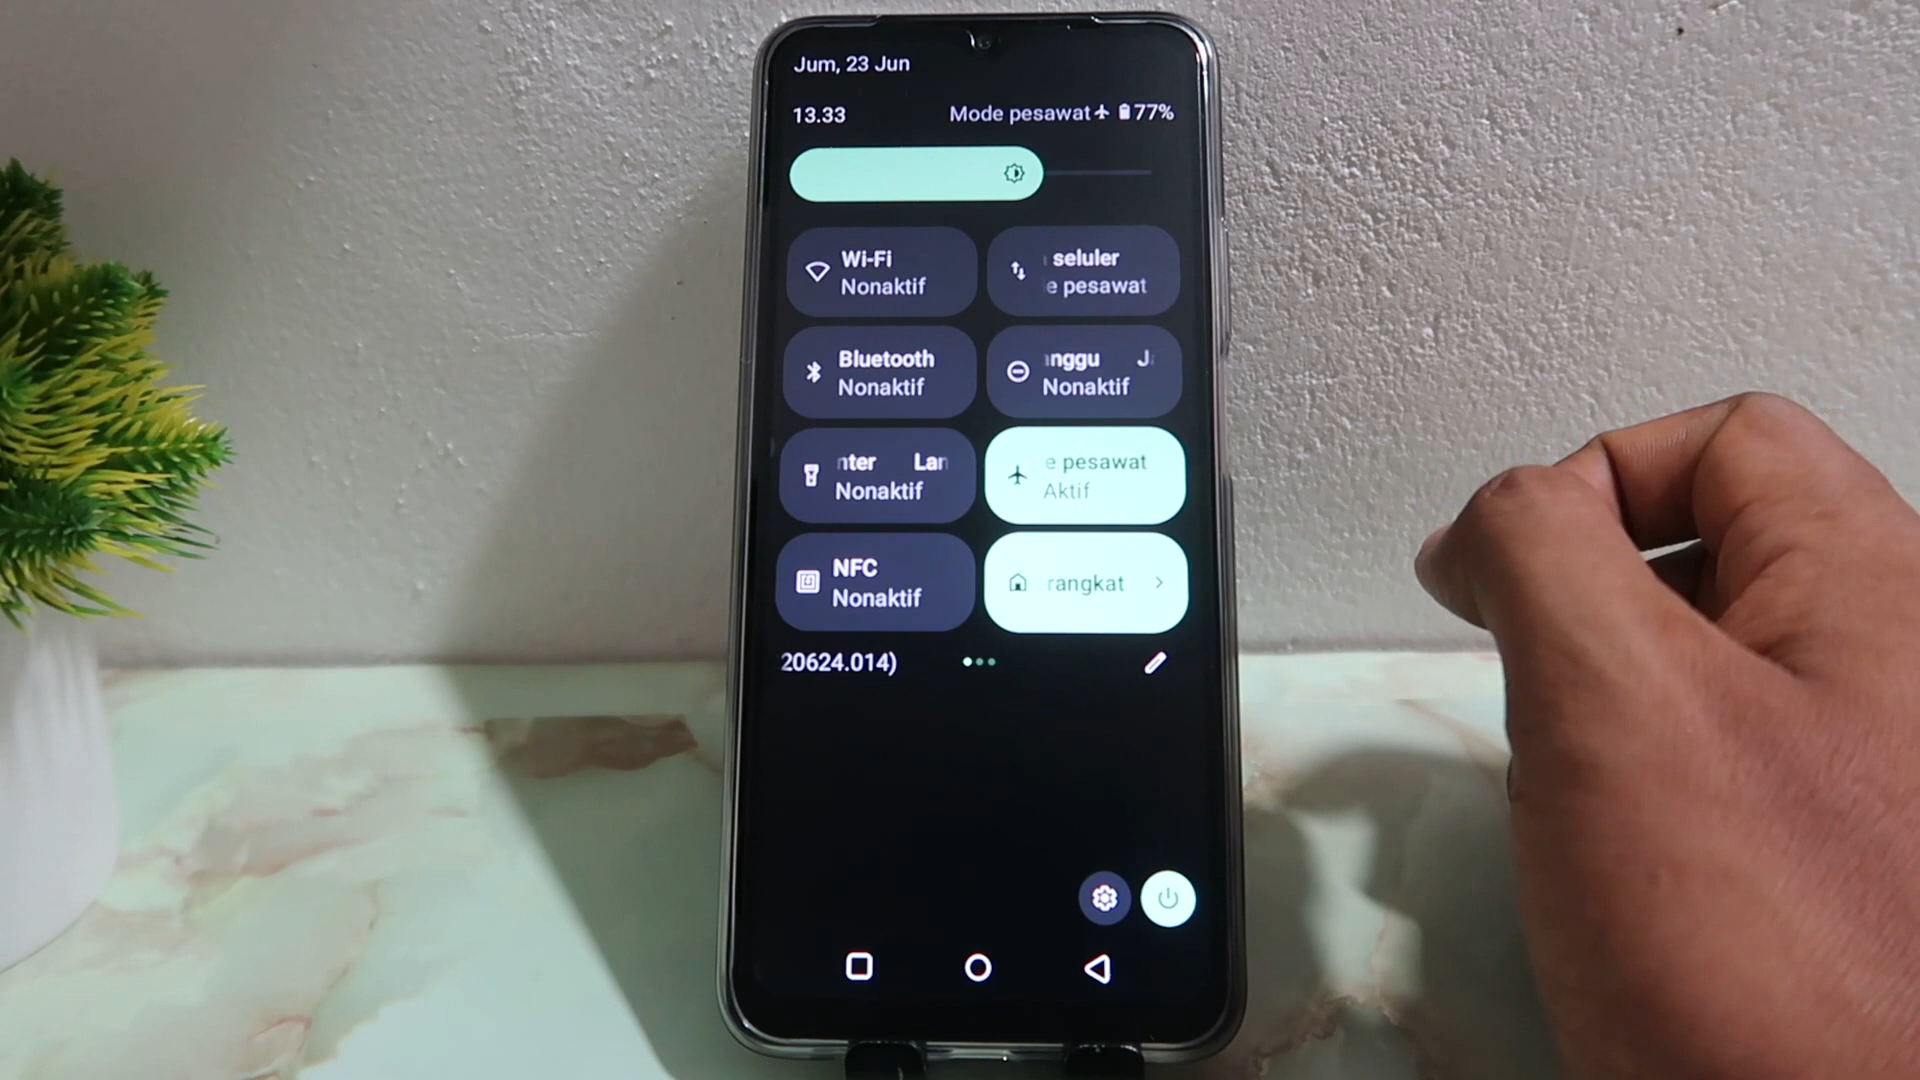 Jum, 23 Jun
13.33
Mode pesawat 77%
Wi-Fi
Nonaktif
seluler
e pesawat
Bluetooth
Nonaktif
nggu J
Nonaktif
nter Lan
Nonaktif
e pesawat
Aktif
NFC
Nonaktif
rangkat
20624.014)